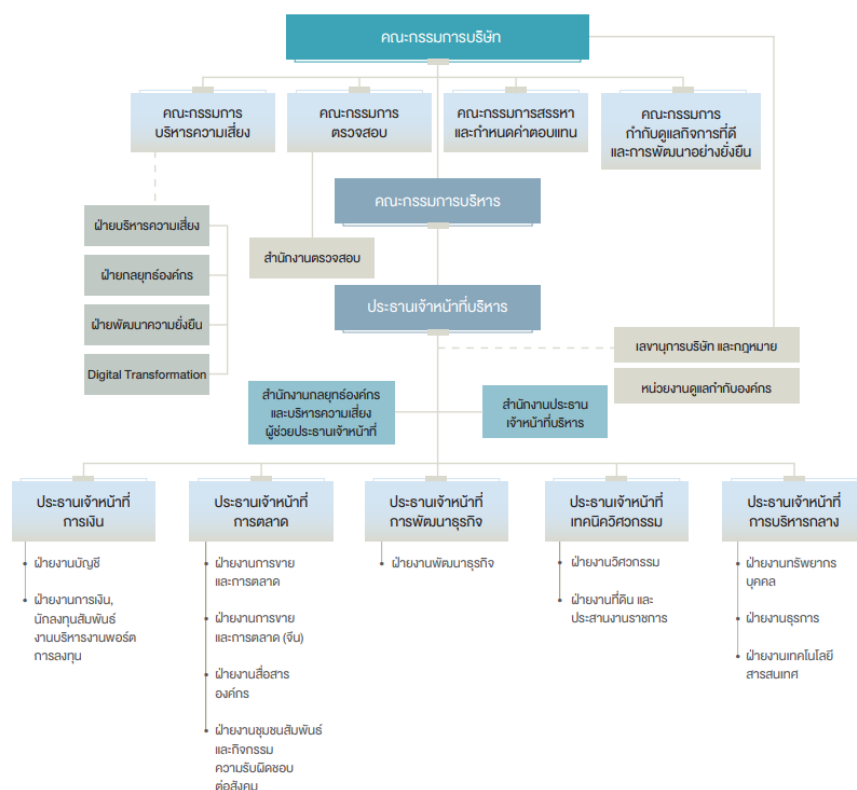 คณะกรรมการบริษัท
คณะกรรมการ
บริหารความเสี่ยง
คณะกรรมการ
ตรวจสอบ
คณะกรรมการสรรหา
และกำหนดค่าตอบแทน
คณะกรรมการ
กำกับดูแลกิจการที่ดี
และการพัฒนาอย่างยั่งยืน
คณะกรรมการบริหาร
ฝ่ายบริหารความเสี่ยง
ฝ่ายกลยุทธ์องค์กร
ฝ่ายพัฒนาความยั่งยืน
Digital Transformation
สำนักงานตรวจสอบ
ประธานเจ้าหน้าที่บริหาร
เลขานุการบริษัท และกฎหมาย
หน่วยงานดูแลกำกับองค์กร
สำนักงานกลยุทธ์องค์กร
และบริหารความเสี่ยง
ผู้ช่วยประธานเจ้าหน้าที่
สำนักงานประธาน
เจ้าหน้าที่บริหาร
ประธานเจ้าหน้าที่
การเงิน
• ฝ่ายงานบัญชี
• ฝ่ายงานการเงิน,
นักลงทุนสัมพันธ์
งานบริหารงานพอร์ต
การลงทุน
ประธานเจ้าหน้าที่
การตลาด
• ฝ่ายงานการขาย
และการตลาด
• ฝ่ายงานการขาย
และการตลาด (จีน)
• ฝ่ายงานสื่อสาร
องค์กร
• ฝ่ายงานชุมชนสัมพันธ์
และกิจกรรม
ความรับผิดชอบ
ต่อสังคม
ประธานเจ้าหน้าที่
การพัฒนาธุรกิจ
• ฝ่ายงานพัฒนาธุรกิจ
ประธานเจ้าหน้าที่
เทคนิควิศวกรรม
• ฝ่ายงานวิศวกรรม
• ฝ่ายงานที่ดิน และ
ประสานงานราชการ
ประธานเจ้าหน้าที่
การบริหารกลาง
• ฝ่ายงานทรัพยากร
บุคคล
• ฝ่ายงานธุรการ
• ฝ่ายงานเทคโนโลยี
สารสนเทศ